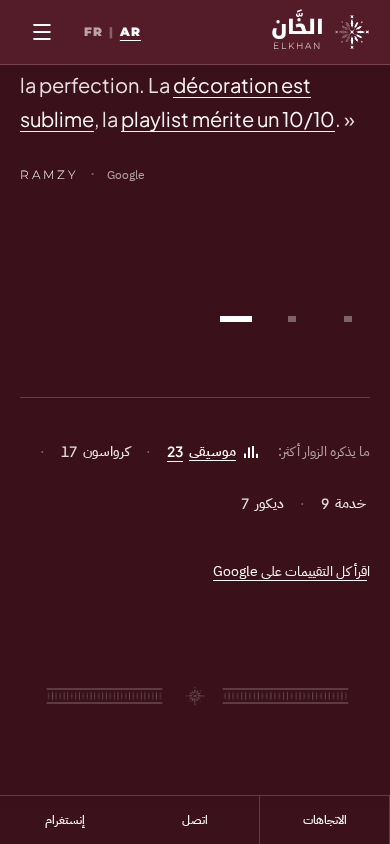 FR | AR
الخَّان
ELKHAN
la perfection. La décoration est
sublime, la playlist mérite un 10/10. »
RAMZY · Google
ما يذكره الزوار أكثر: موسيقى 23 · كرواسون 17 ·
خدمة 9 · ديكور 7
اقرأ كل التقييمات على Google
الاتجاهات
اتصل
إنستغرام